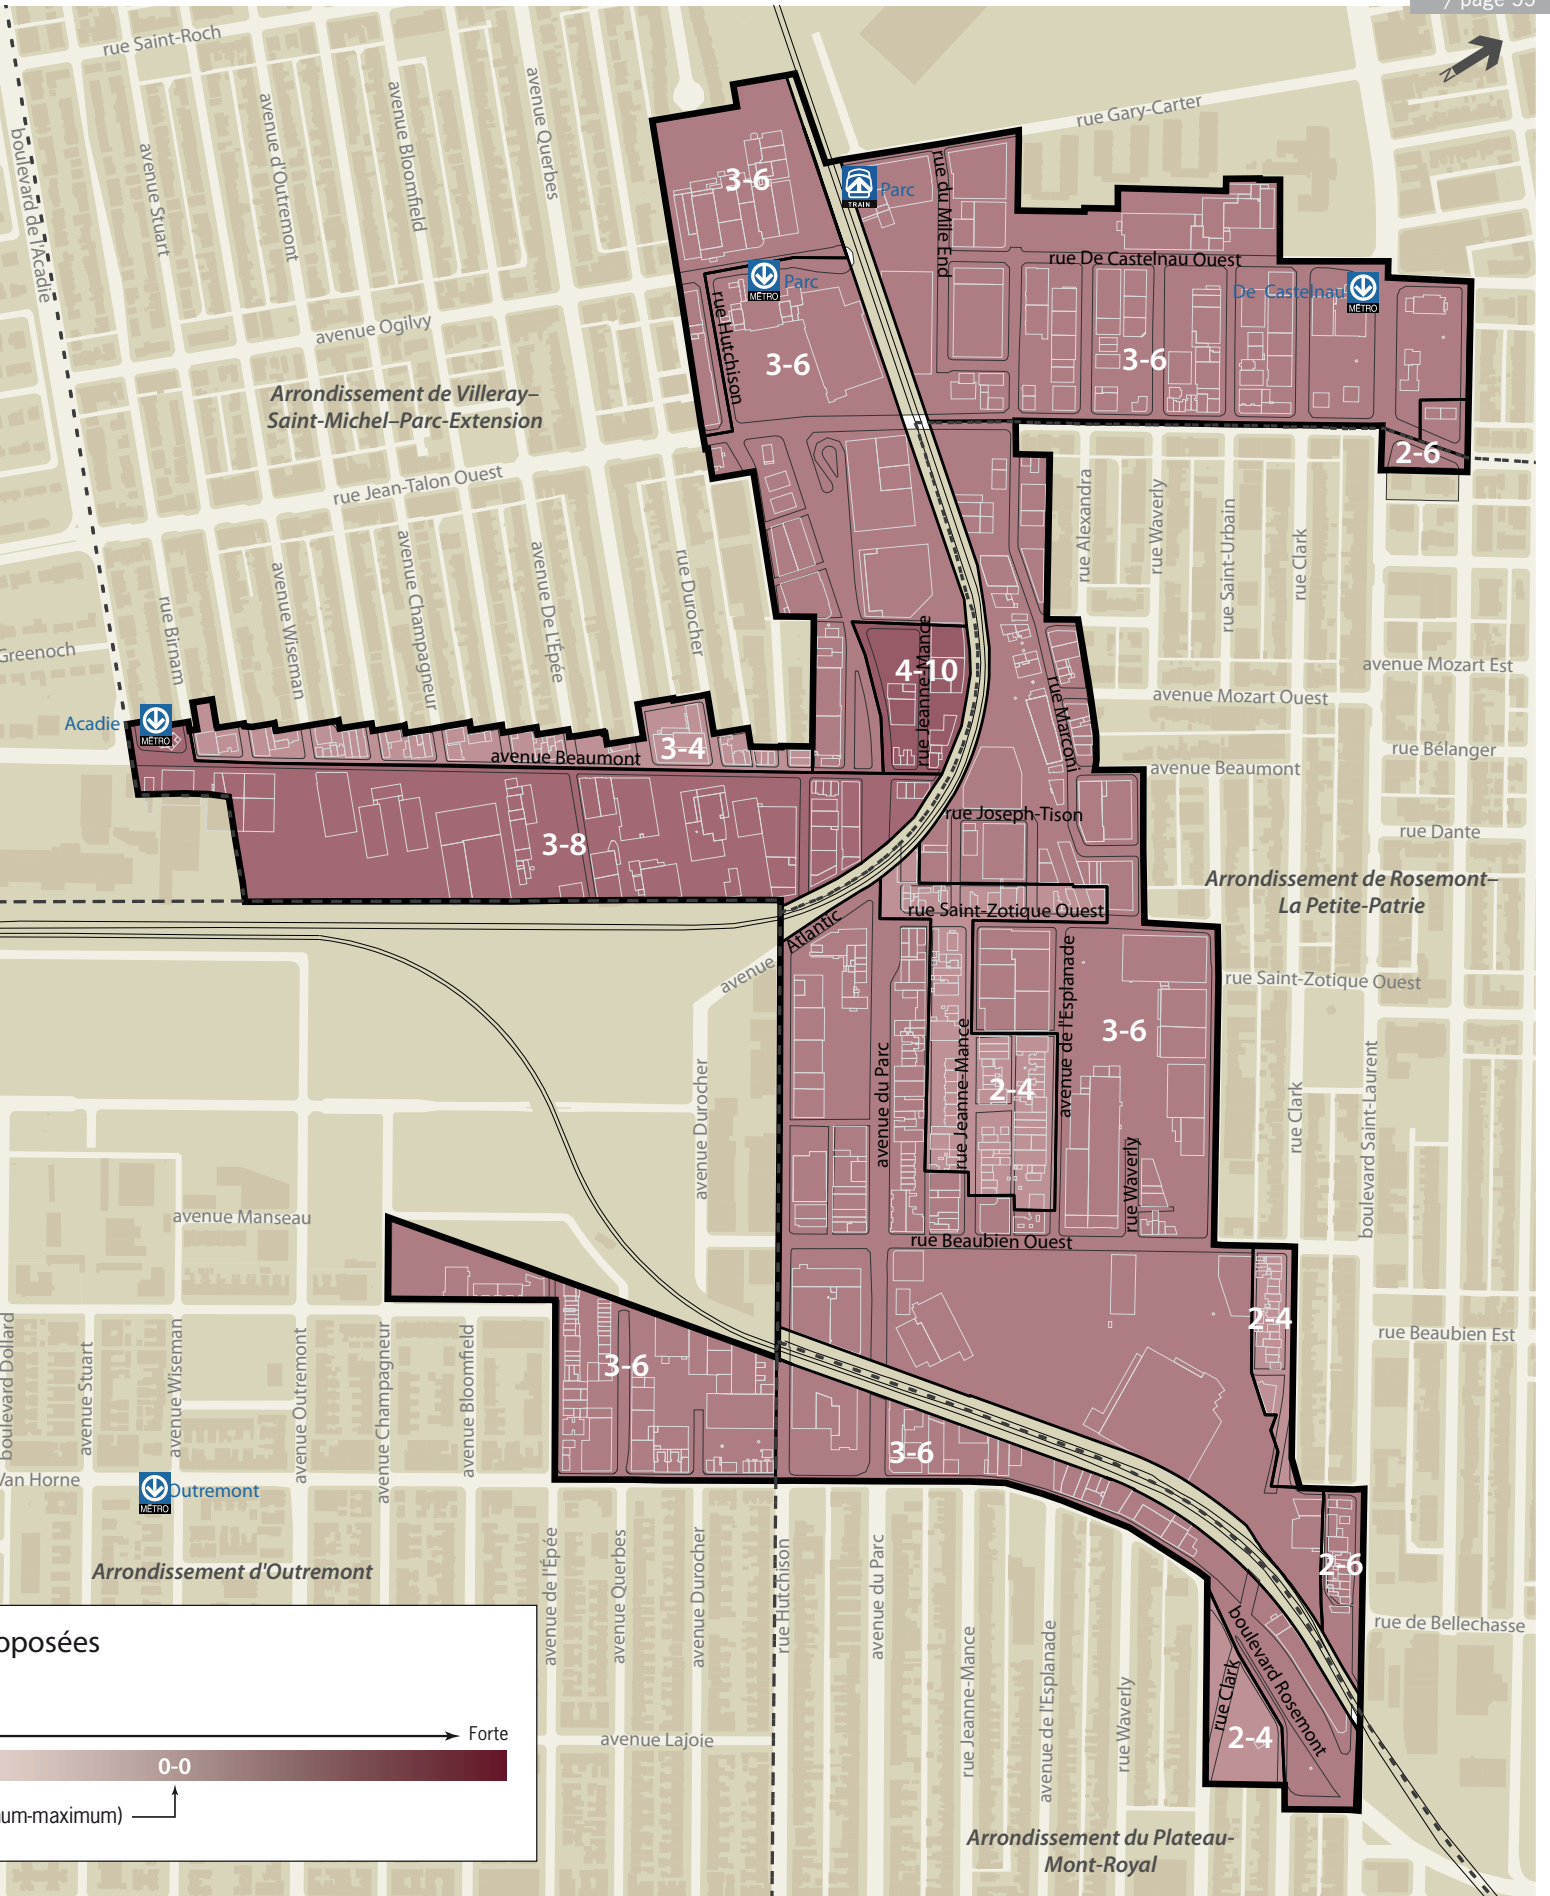 / page 55
N
rue Saint-Roch
boulevard de l'Acadie
avenue Stuart
avenue d'Outremont
avenue Bloomfield
avenue Querbes
rue Gary-Carter
3-6
TRAIN
Parc
rue du Mile End
rue De Castelnau Ouest
De Castelnau
MÉTRO
MÉTRO
Parc
rue Hutchison
avenue Ogilvy
3-6
3-6
Arrondissement de Villeray–
Saint-Michel–Parc-Extension
2-6
rue Jean-Talon Ouest
rue Alexandra
rue Waverly
rue Saint-Urbain
rue Clark
Greenoch
rue Birnam
avenue Wiseman
avenue Champagneur
avenue De L'Épée
rue Durocher
4-10
rue Jeanne-Mance
rue Marconi
avenue Mozart Est
avenue Mozart Ouest
Acadie
MÉTRO
avenue Beaumont
3-4
rue Bélanger
avenue Beaumont
3-8
rue Joseph-Tison
rue Dante
Arrondissement de Rosemont–
La Petite-Patrie
rue Saint-Zotique Ouest
avenue Atlantic
rue Saint-Zotique Ouest
avenue Durocher
avenue du Parc
rue Jeanne-Mance
2-4
avenue de l'Esplanade
3-6
rue Waverly
rue Clark
boulevard Saint-Laurent
avenue Manseau
rue Beaubien Ouest
2-4
rue Beaubien Est
boulevard Dollard
avenue Stuart
avenue Wiseman
avenue Outremont
avenue Champagneur
avenue Bloomfield
3-6
3-6
Van Horne
MÉTRO
Outremont
Arrondissement d'Outremont
avenue de l'Épée
avenue Querbes
avenue Durocher
rue Hutchison
avenue du Parc
rue Jeanne-Mance
avenue de l'Esplanade
rue Waverly
2-6
rue de Bellechasse
boulevard Rosemont
rue Clark
2-4
avenue Lajoie
Arrondissement du Plateau-
Mont-Royal
oposées
Forte
0-0
um-maximum)